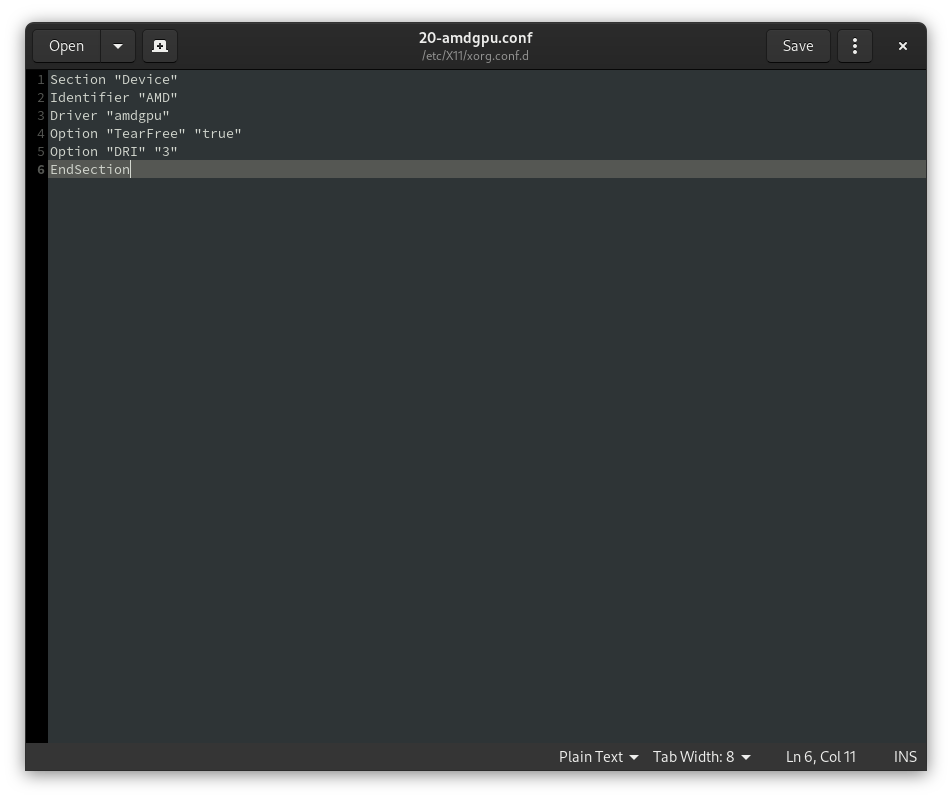 Open
20-amdgpu.conf
/etc/X11/xorg.conf.d
Save
1 Section "Device"
2 Identifier "AMD"
3 Driver "amdgpu"
4 Option "TearFree" "true"
5 Option "DRI" "3"
6 EndSection
Plain Text Tab Width: 8 Ln 6, Col 11 INS